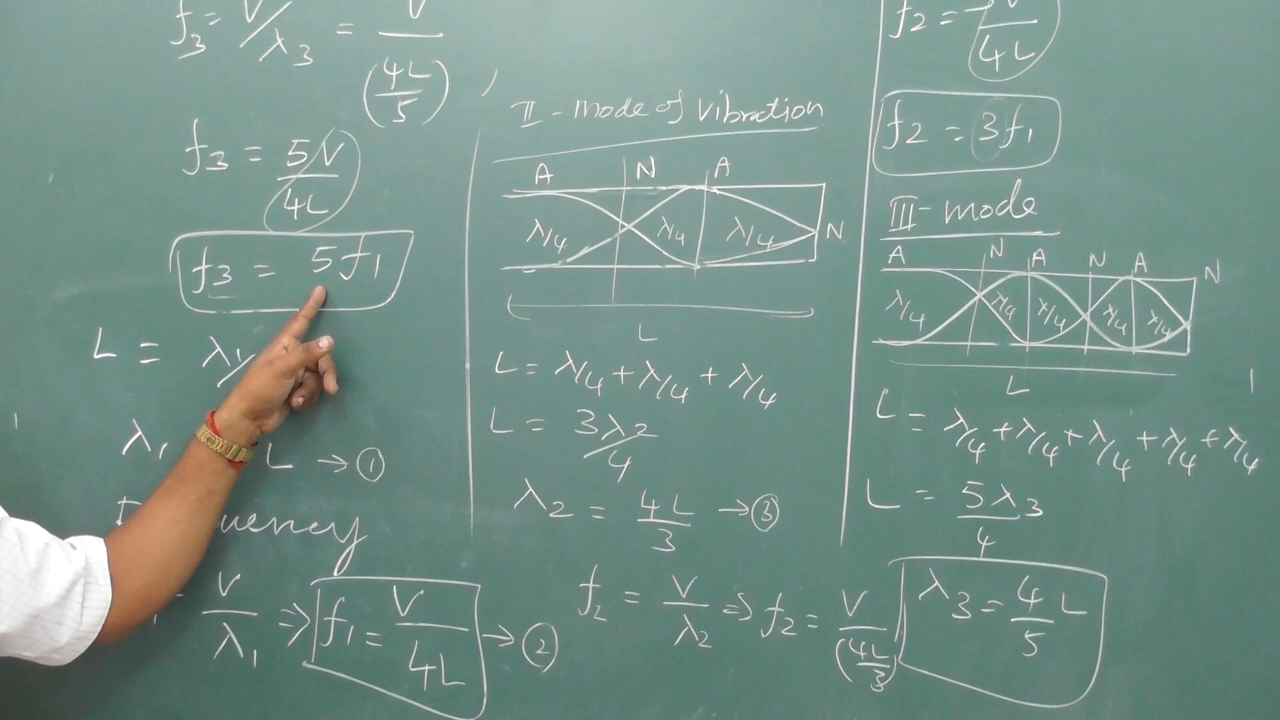 f₃ = V/λ₃ = V/(4L/5)
f₃ = 5V/4L
f₃ = 5f₁
L = λ₁/
λ₁ L → ①
uency
V/λ₁ ⇒ f₁ = V/4L → ②
II - mode of vibration
A N A
λ/4 λ/4 λ/4 N
L
L = λ/4 + λ/4 + λ/4
L = 3λ₂/4
λ₂ = 4L/3 → ③
f₂ = V/λ₂ ⇒ f₂ = V/(4L/3)
f₂ = V/4L
f₂ = 3f₁
III - mode
A N A N A N
λ/4 λ/4 λ/4 λ/4 λ/4
L
L = λ/4 + λ/4 + λ/4 + λ/4 + λ/4
L = 5λ₃/4
λ₃ = 4/5 L